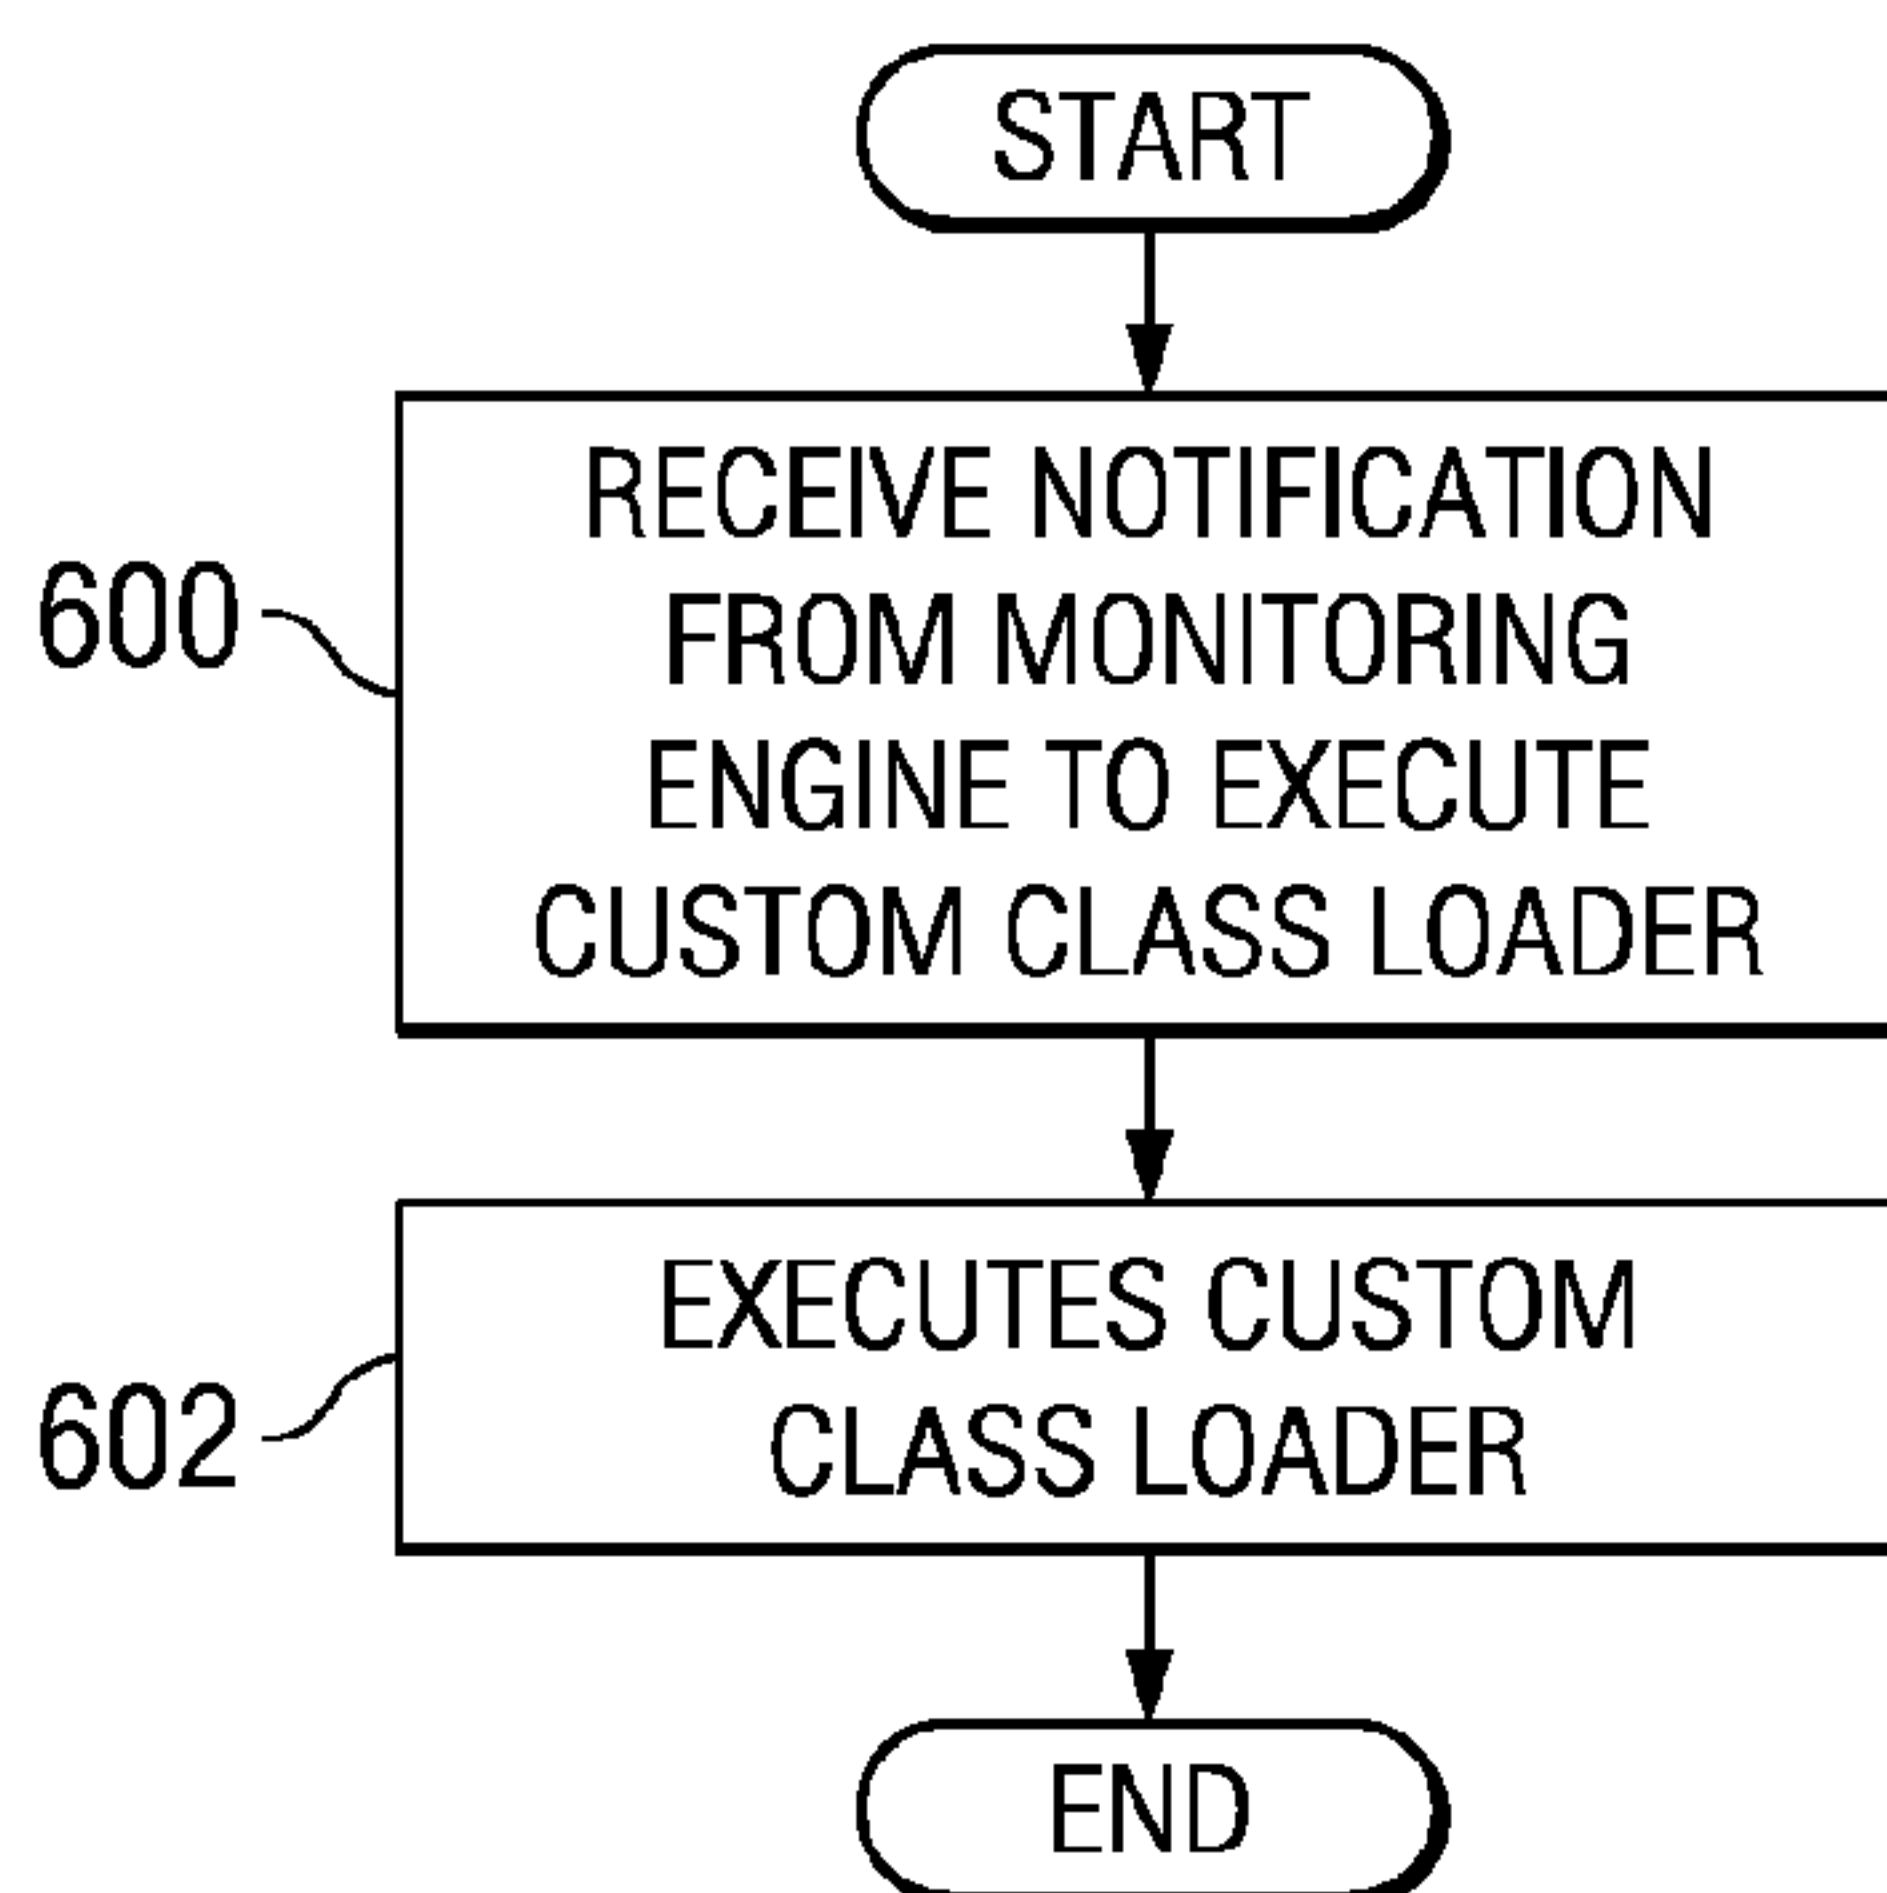 START
RECEIVE NOTIFICATION
FROM MONITORING
ENGINE TO EXECUTE
CUSTOM CLASS LOADER
600
EXECUTES CUSTOM
CLASS LOADER
602
END